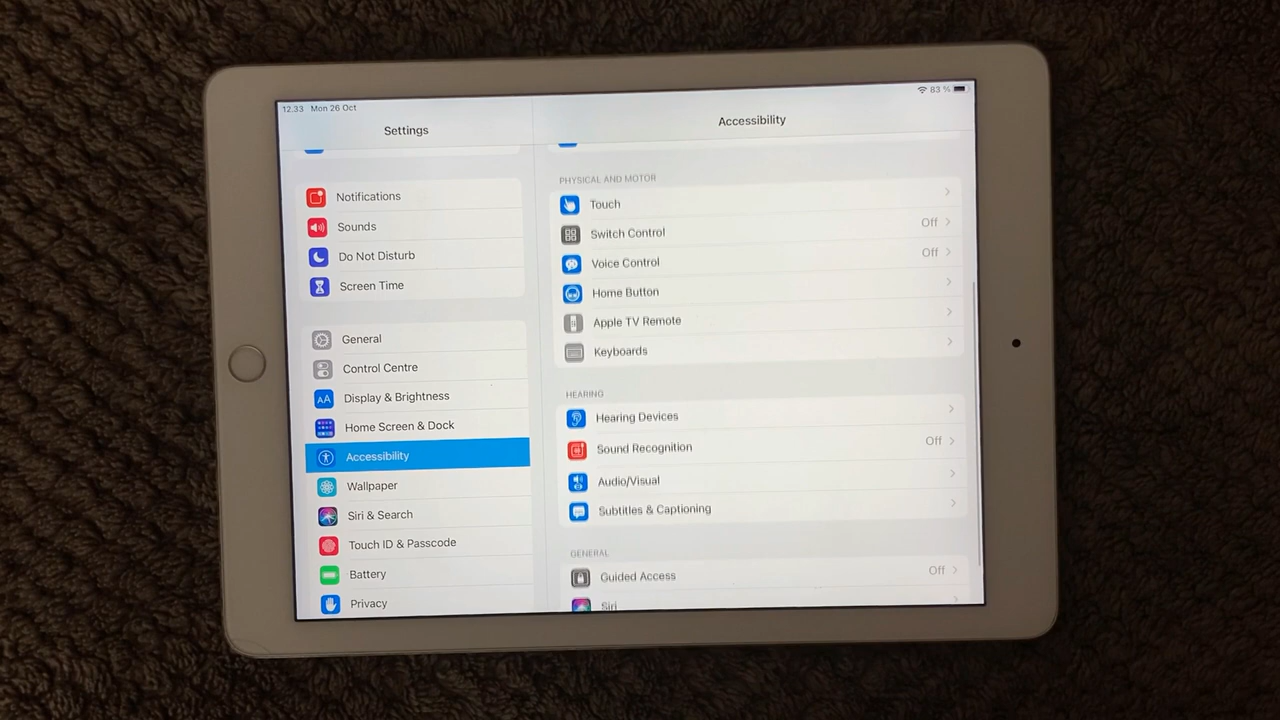 12.33 Mon 26 Oct
83 %
Settings
Notifications
Sounds
Do Not Disturb
Screen Time
General
Control Centre
AA Display & Brightness
Home Screen & Dock
Accessibility
Wallpaper
Siri & Search
Touch ID & Passcode
Battery
Privacy
Accessibility
PHYSICAL AND MOTOR
Touch
Switch Control Off
Voice Control Off
Home Button
Apple TV Remote
Keyboards
HEARING
Hearing Devices
Sound Recognition Off
Audio/Visual
Subtitles & Captioning
GENERAL
Guided Access Off
Siri